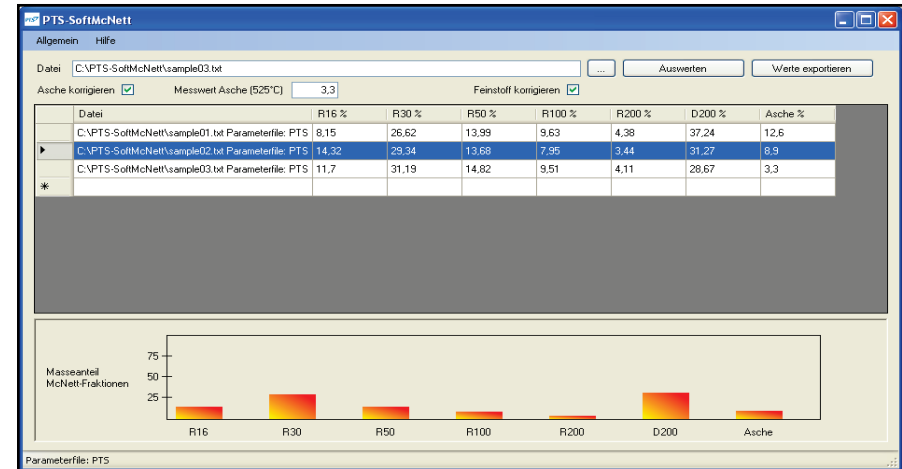 PTS-SoftMcNett
Allgemein Hilfe
Datei C:\PTS-SoftMcNett\sample03.txt ... Auswerten Werte exportieren
Asche korrigieren Messwert Asche (525°C) 3,3 Feinstoff korrigieren
Datei R16 % R30 % R50 % R100 % R200 % D200 % Asche %
C:\PTS-SoftMcNett\sample01.txt Parameterfile: PTS 8,15 26,62 13,99 9,63 4,38 37,24 12,6
C:\PTS-SoftMcNett\sample02.txt Parameterfile: PTS 14,32 29,34 13,68 7,95 3,44 31,27 8,9
C:\PTS-SoftMcNett\sample03.txt Parameterfile: PTS 11,7 31,19 14,82 9,51 4,11 28,67 3,3
75
Masseanteil
McNett-Fraktionen
50
25
R16 R30 R50 R100 R200 D200 Asche
Parameterfile: PTS